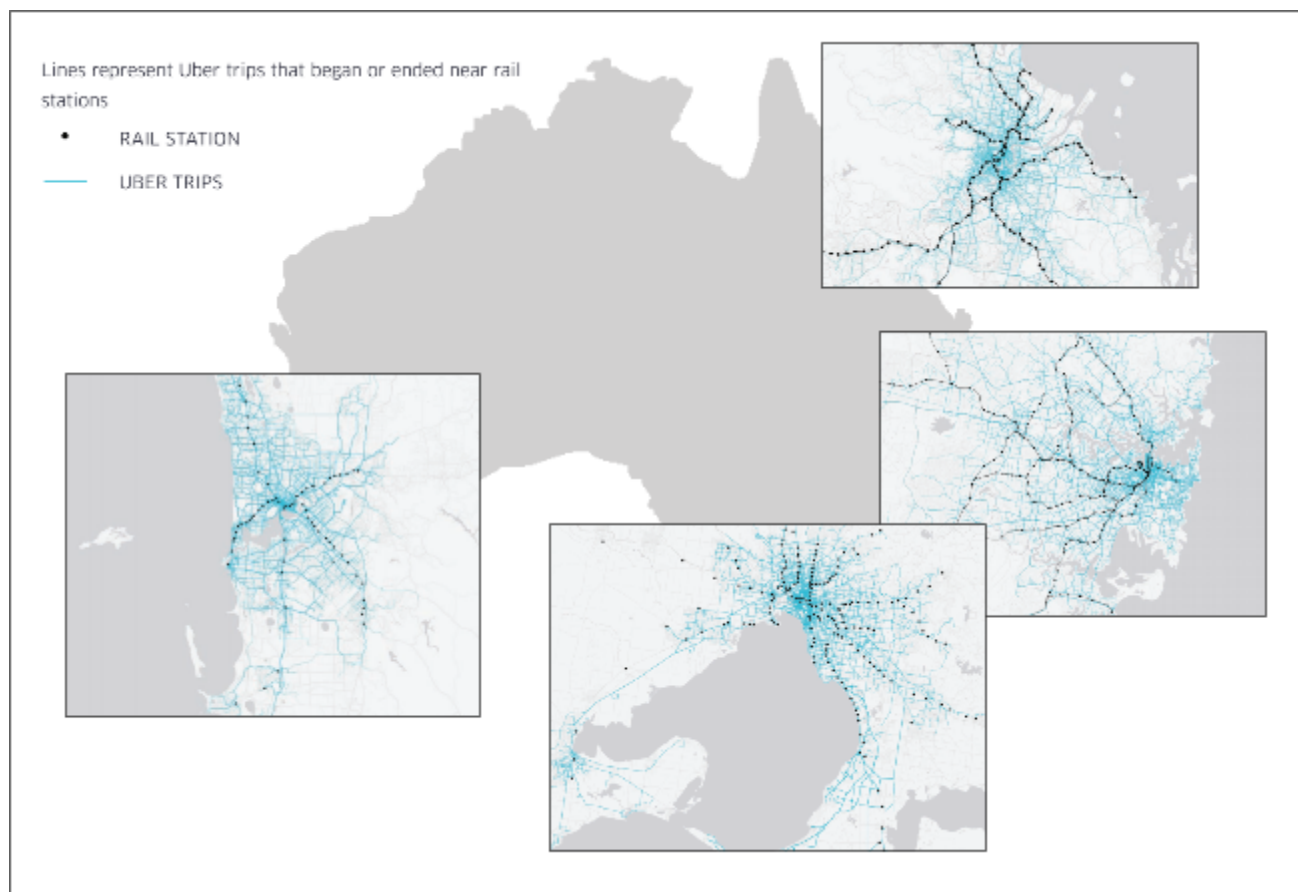 Lines represent Uber trips that began or ended near rail
stations
RAIL STATION
UBER TRIPS